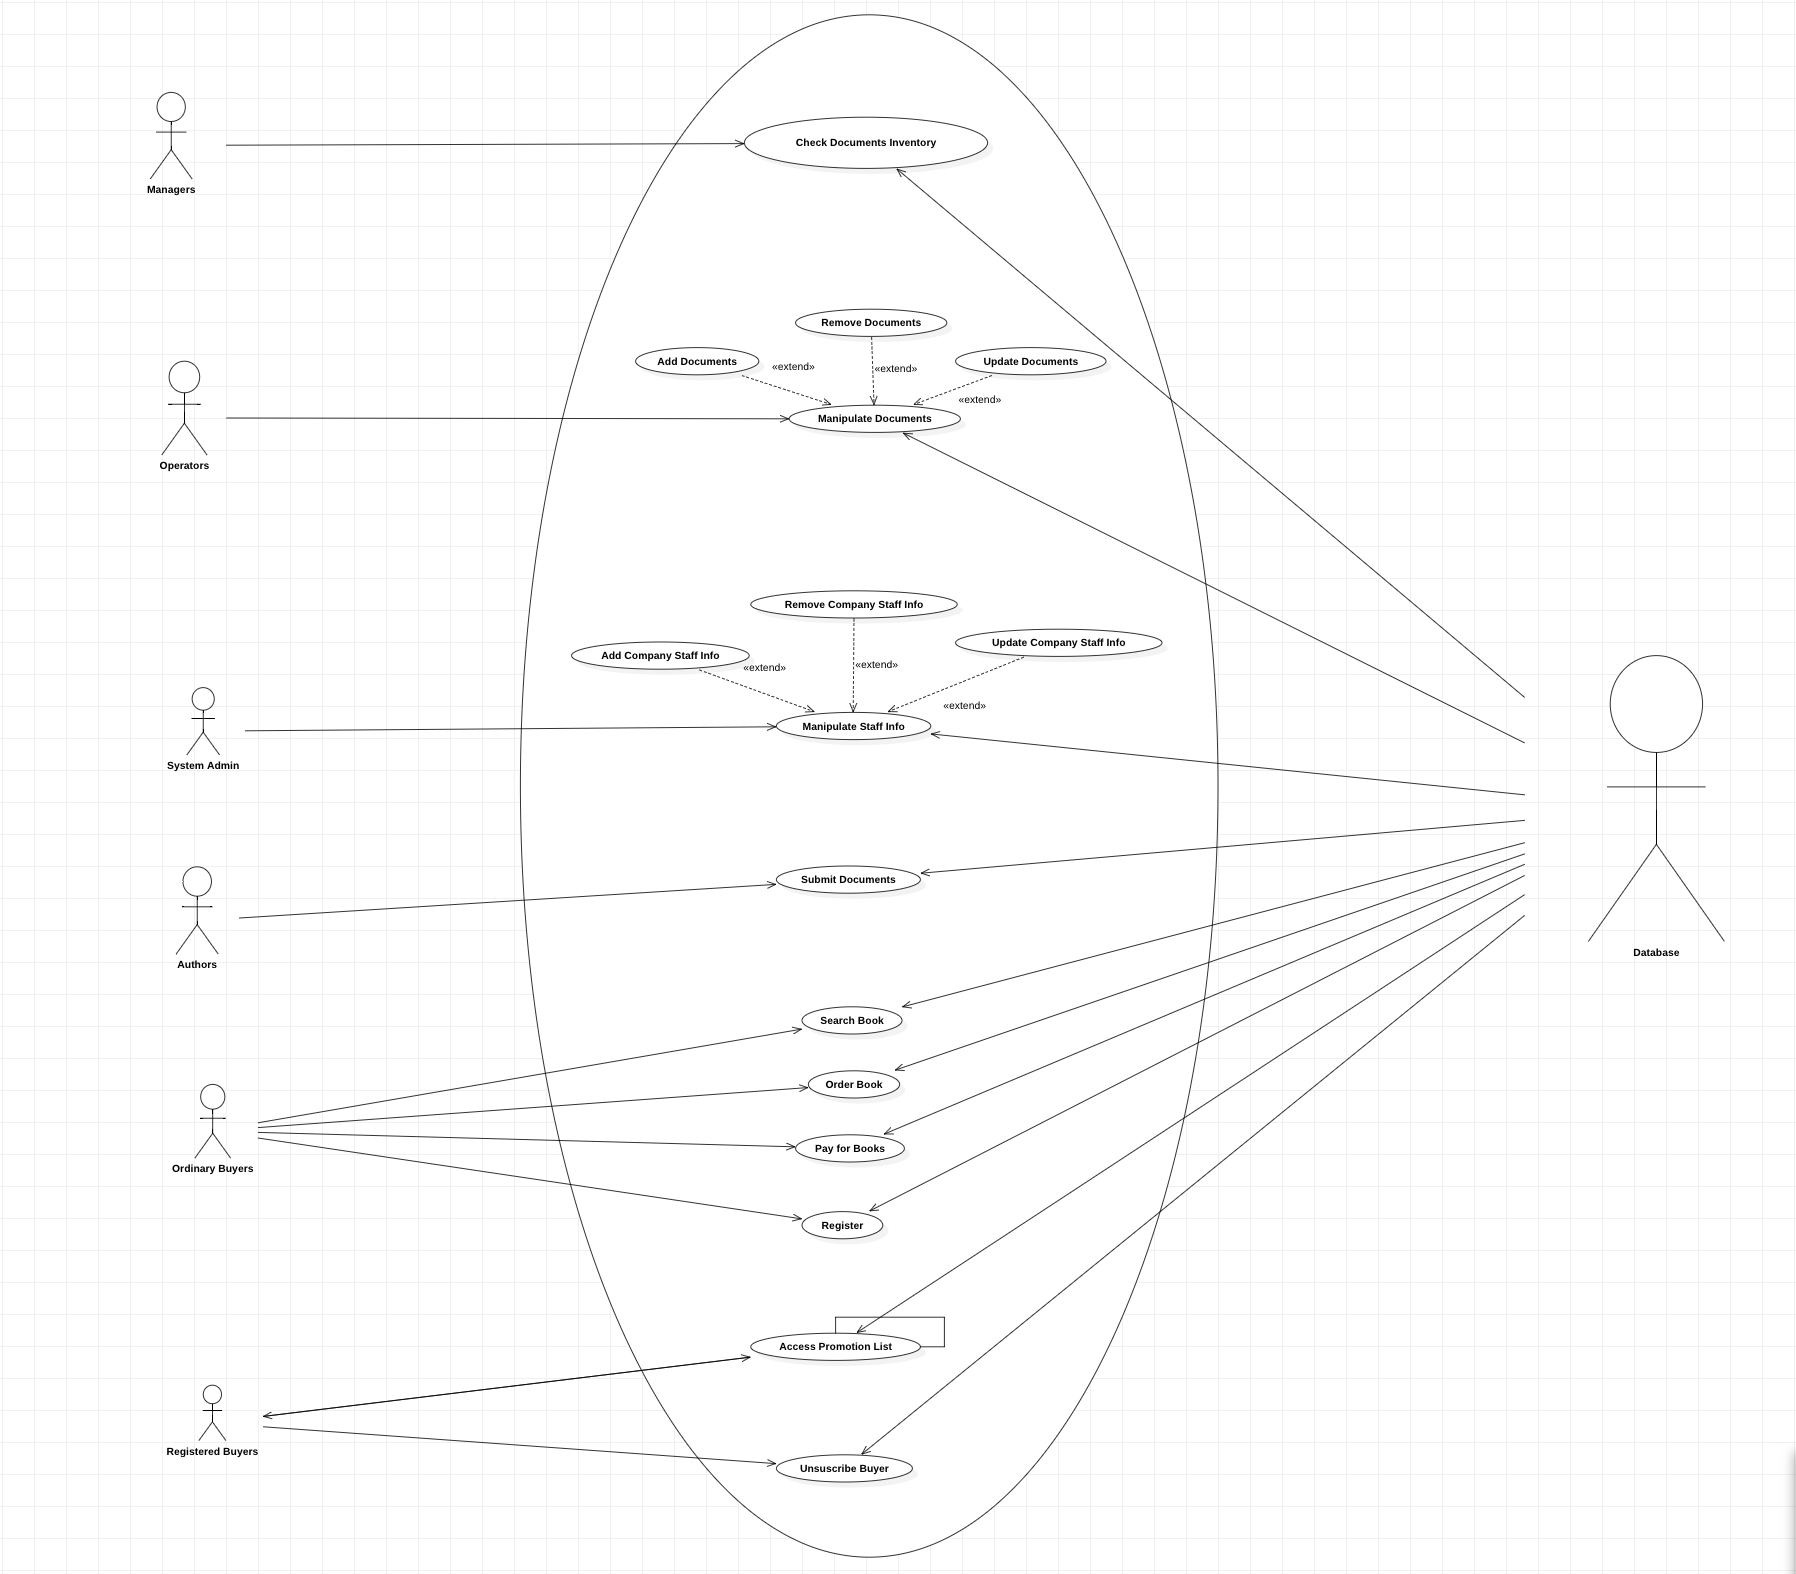 Check Documents Inventory
Managers
Remove Documents
Add Documents
«extend»
«extend»
Update Documents
«extend»
Manipulate Documents
Operators
Remove Company Staff Info
Add Company Staff Info
«extend»
«extend»
Update Company Staff Info
«extend»
Manipulate Staff Info
System Admin
Submit Documents
Authors
Database
Search Book
Order Book
Pay for Books
Ordinary Buyers
Register
Access Promotion List
Registered Buyers
Unsuscribe Buyer